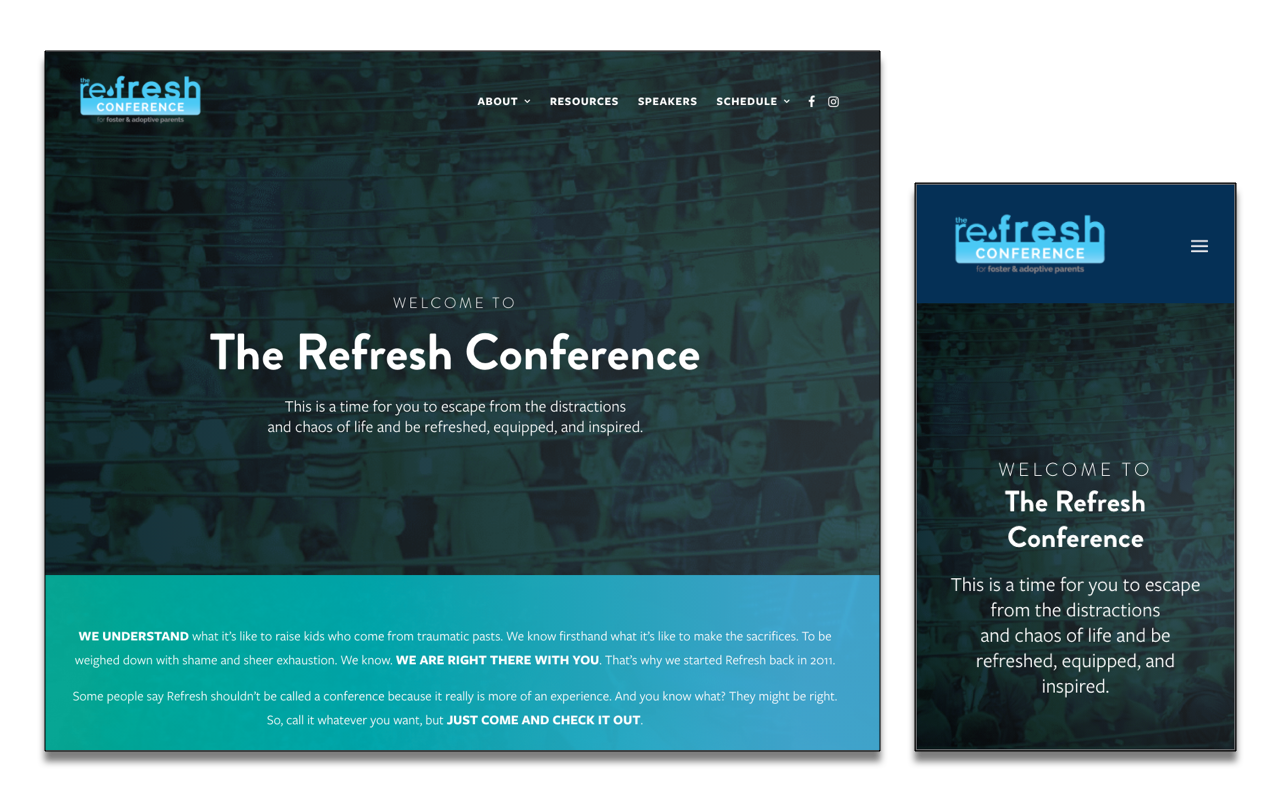 the
refresh
CONFERENCE
for foster & adoptive parents
ABOUT RESOURCES SPEAKERS SCHEDULE
WELCOME TO
The Refresh Conference
This is a time for you to escape from the distractions
and chaos of life and be refreshed, equipped, and inspired.
WE UNDERSTAND what it's like to raise kids who come from traumatic pasts. We know firsthand what it's like to make the sacrifices. To be
weighed down with shame and sheer exhaustion. We know. WE ARE RIGHT THERE WITH YOU. That's why we started Refresh back in 2011.
Some people say Refresh shouldn't be called a conference because it really is more of an experience. And you know what? They might be right.
So, call it whatever you want, but JUST COME AND CHECK IT OUT.
the
refresh
CONFERENCE
for foster & adoptive parents
WELCOME TO
The Refresh
Conference
This is a time for you to escape
from the distractions
and chaos of life and be
refreshed, equipped, and
inspired.